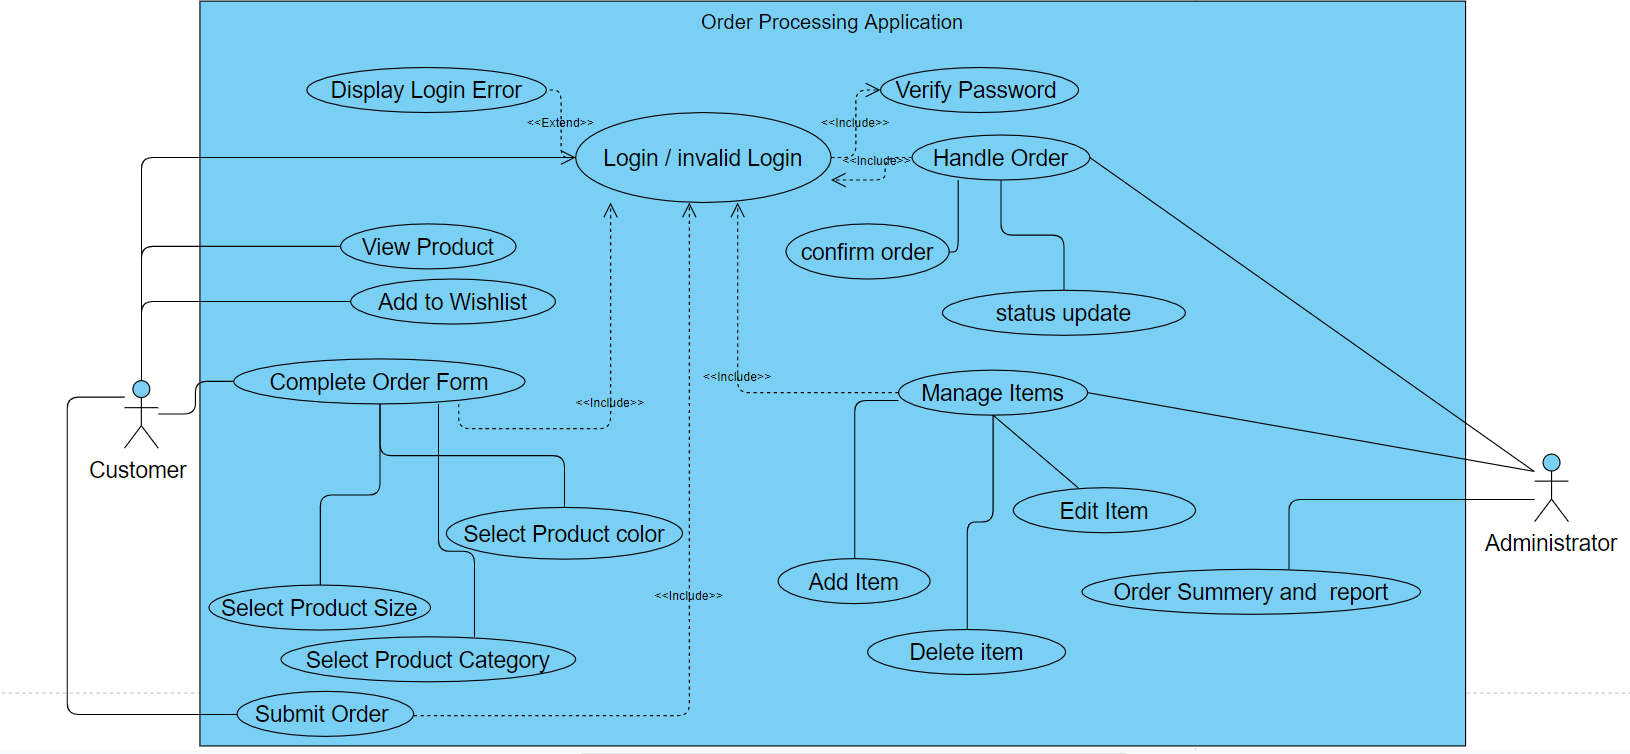 Order Processing Application
Display Login Error
Verify Password
<<Extend>>
<<Include>>
Login / invalid Login
<<Include>>
Handle Order
View Product
confirm order
Add to Wishlist
status update
<<Include>>
Complete Order Form
Manage Items
<<Include>>
Customer
Edit Item
Select Product color
Administrator
Add Item
<<Include>>
Order Summery and  report
Select Product Size
Delete item
Select Product Category
Submit Order